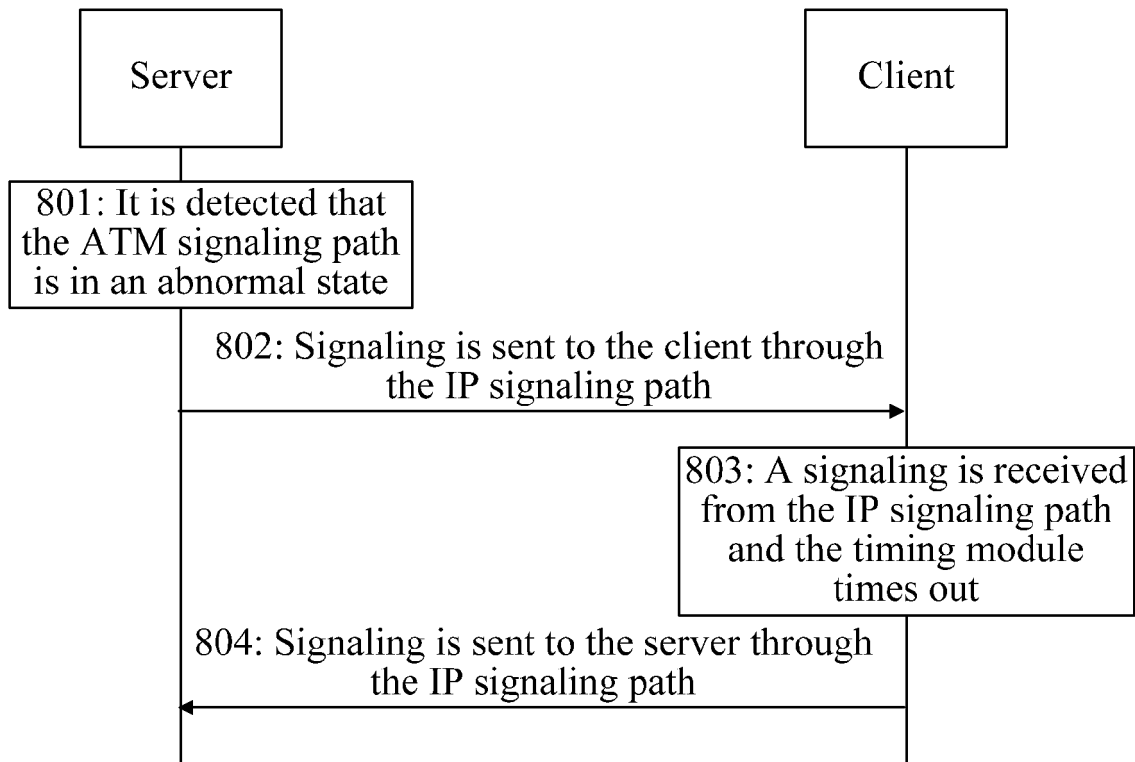 Server
Client
801: It is detected that
the ATM signaling path
is in an abnormal state
802: Signaling is sent to the client through
the IP signaling path
803: A signaling is received
from the IP signaling path
and the timing module
times out
804: Signaling is sent to the server through
the IP signaling path